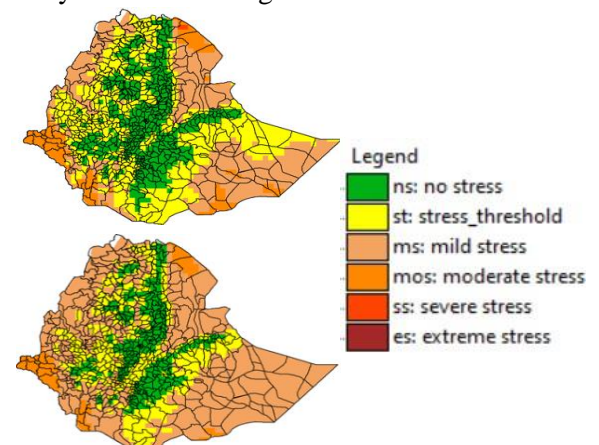 Legend
ns: no stress
st: stress_threshold
ms: mild stress
mos: moderate stress
ss: severe stress
es: extreme stress